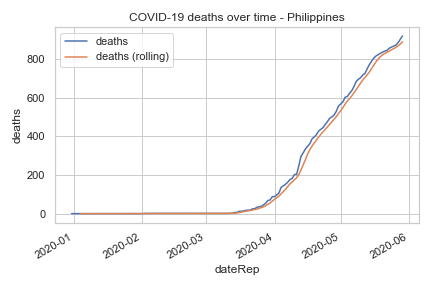 COVID-19 deaths over time - Philippines
deaths
deaths (rolling)
800
600
400
200
0
deaths
2020-01
2020-02
2020-03
2020-04
2020-05
2020-06
dateRep